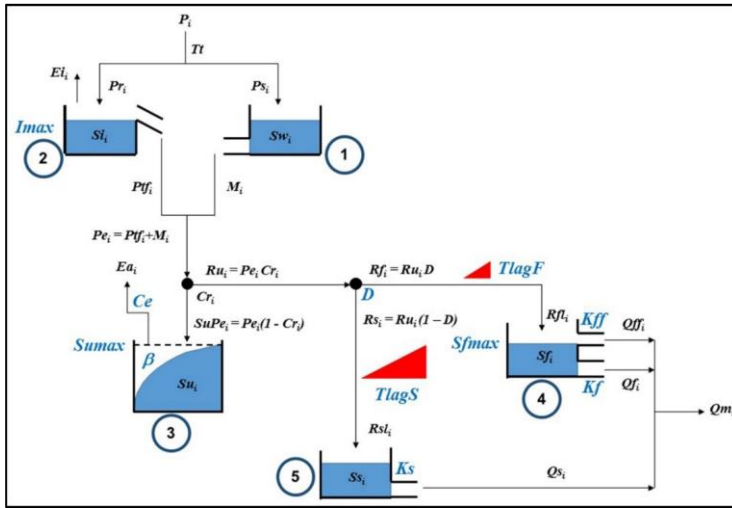 Pᵢ
Tt
Eiᵢ
Prᵢ
Psᵢ
Imax
Siᵢ
Swᵢ
2
1
Ptfᵢ
Mᵢ
Peᵢ = Ptfᵢ+Mᵢ
Eaᵢ
Ruᵢ = Peᵢ Crᵢ
Rfᵢ = Ruᵢ D
TlagF
Ce
Crᵢ
D
SuPeᵢ = Peᵢ(1 - Crᵢ)
Rsᵢ = Ruᵢ (1 – D)
Rflᵢ
Kff
Qffᵢ
Sumax
β
Sfmax
Sfᵢ
Suᵢ
TlagS
Kf
Qfᵢ
4
Qmᵢ
3
Rslᵢ
5
Ssᵢ
Ks
Qsᵢ